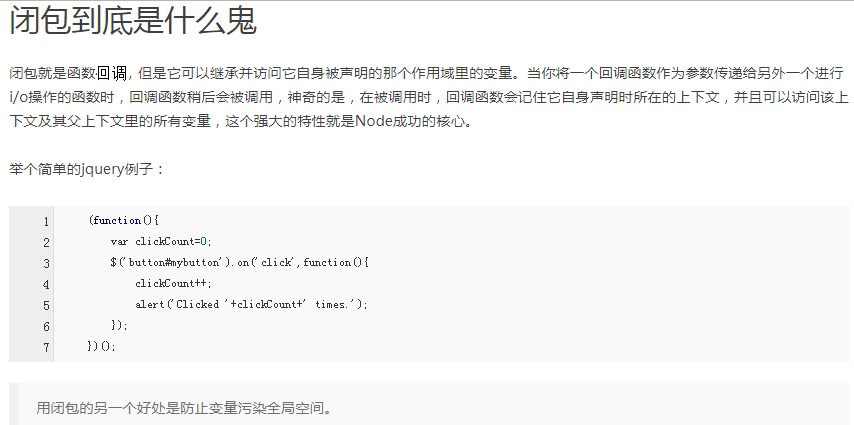 闭包到底是什么鬼
闭包就是函数回调，但是它可以继承并访问它自身被声明的那个作用域里的变量。当你将一个回调函数作为参数传递给另外一个进行
i/o操作的函数时，回调函数稍后会被调用，神奇的是，在被调用时，回调函数会记住它自身声明时所在的上下文，并且可以访问该上
下文及其父上下文里的所有变量，这个强大的特性就是Node成功的核心。
举个简单的jquery例子：
1 (function(){
2 var clickCount=0;
3 $('button#mybutton').on('click',function(){
4 clickCount++;
5 alert('Clicked '+clickCount+' times.');
6 });
7 })();
用闭包的另一个好处是防止变量污染全局空间。